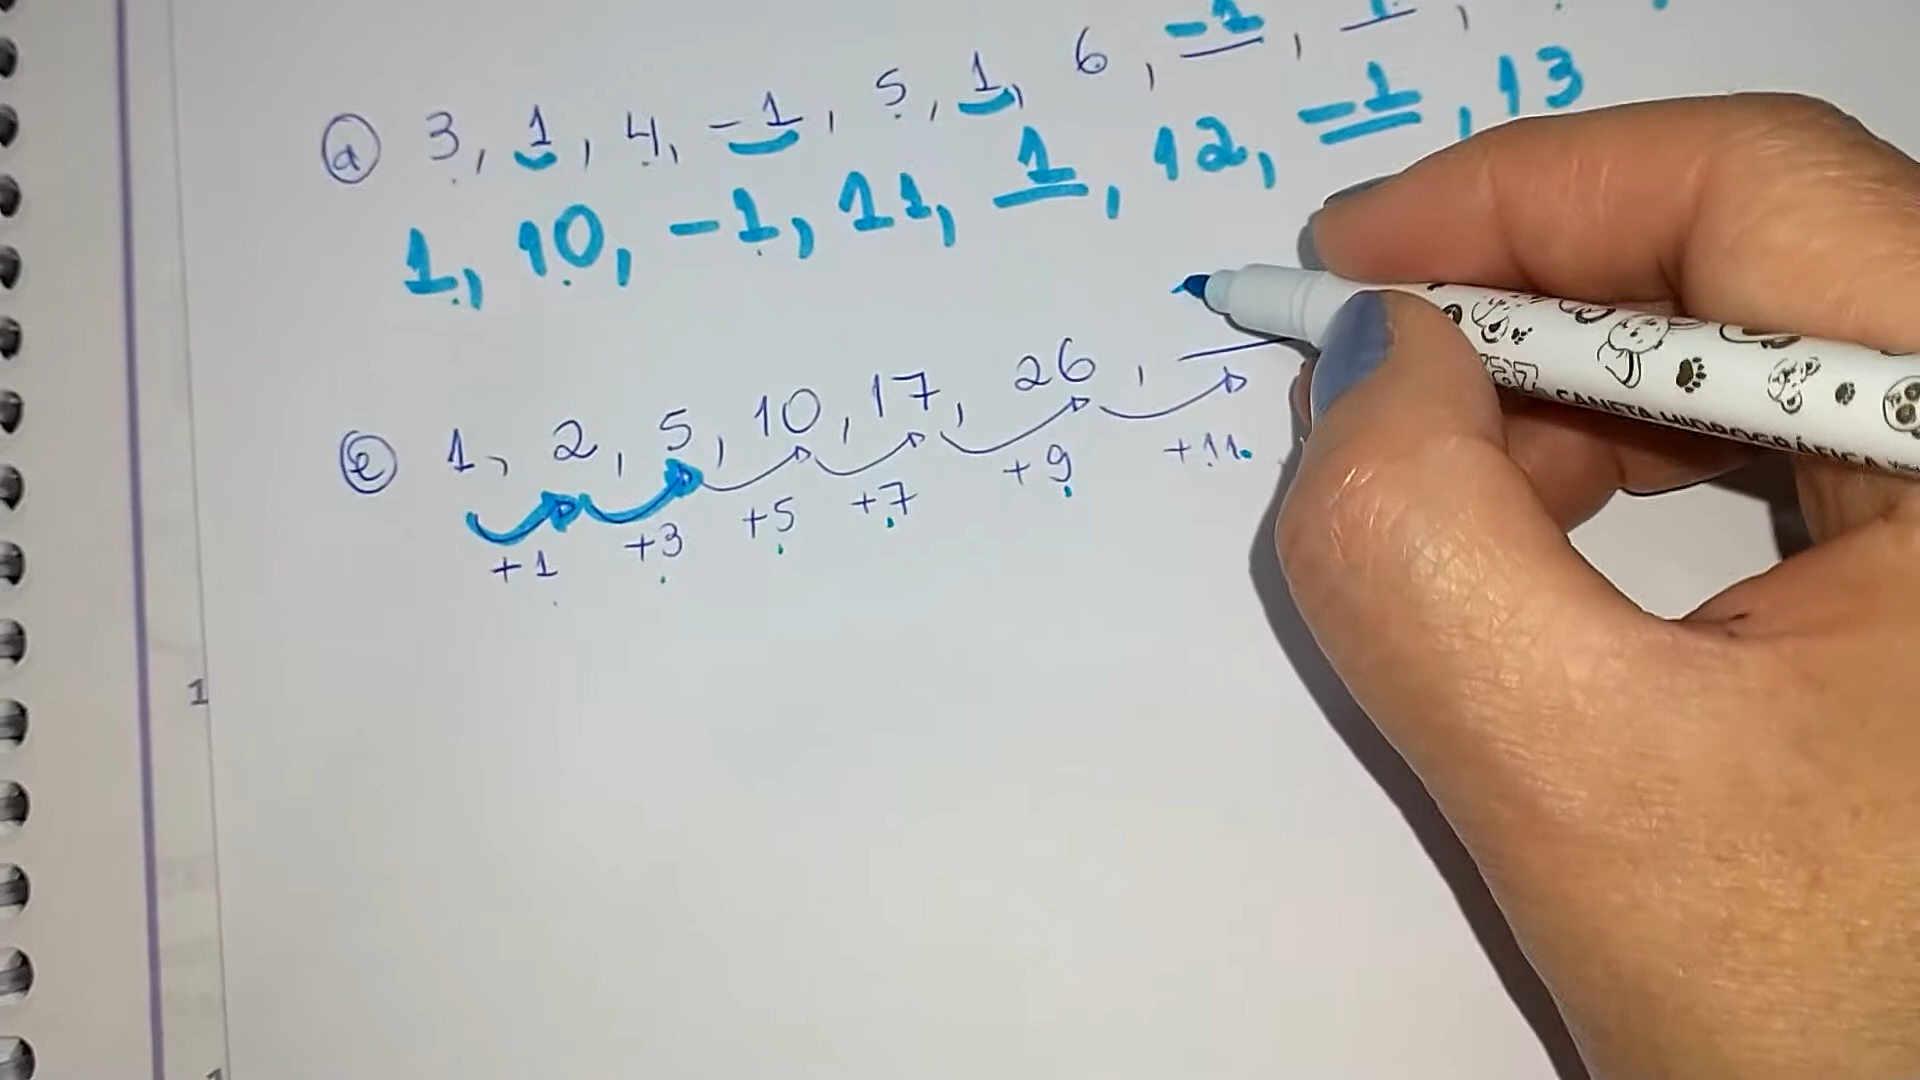 a 3, 1, 4, -1, 5, 1, 6, -1, 1,
1, 10, -1, 11, 1, 12, -1, 13
e 1, 2, 5, 10, 17, 26,
+1 +3 +5 +7 +9 +11
1